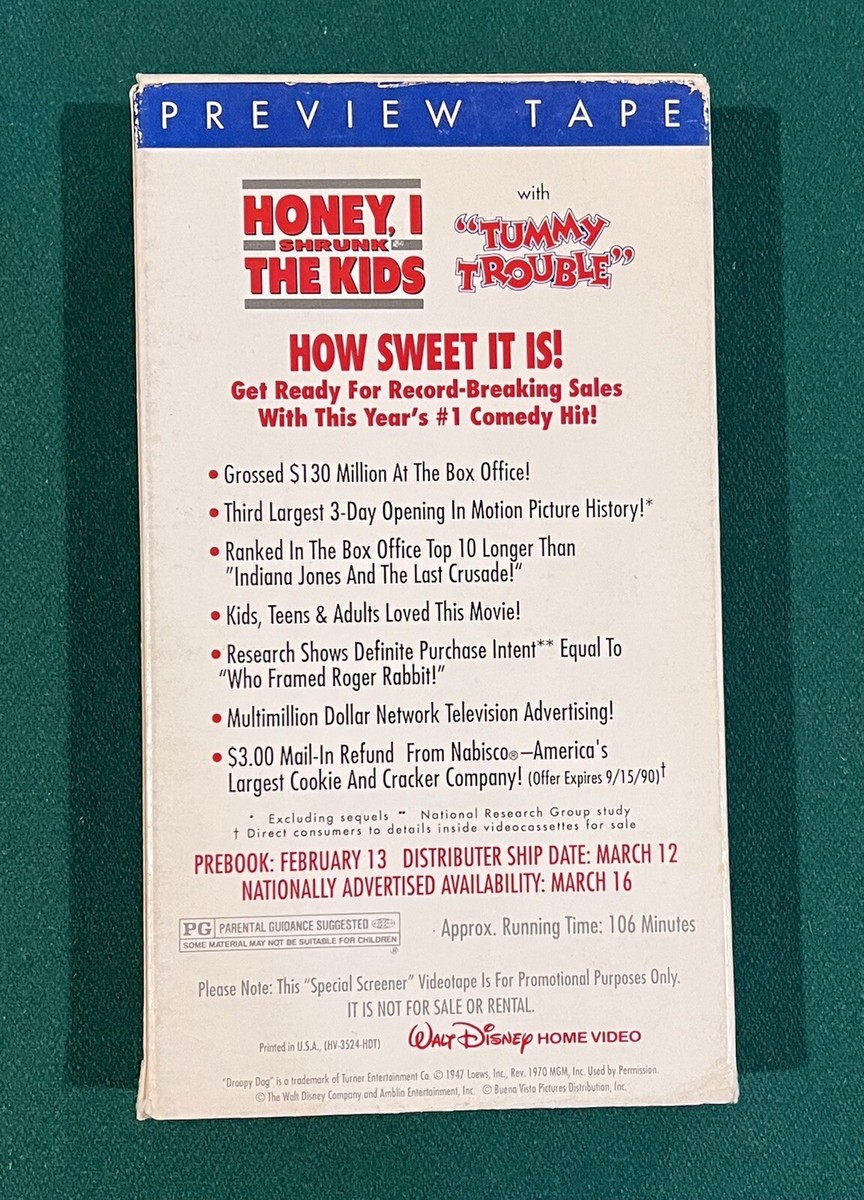 PREVIEW TAPE
HONEY, I
SHRUNK
THE KIDS
with
“TUMMY
TROUBLE”
HOW SWEET IT IS!
Get Ready For Record-Breaking Sales
With This Year's #1 Comedy Hit!
• Grossed $130 Million At The Box Office!
• Third Largest 3-Day Opening In Motion Picture History!*
• Ranked In The Box Office Top 10 Longer Than
"Indiana Jones And The Last Crusade!"
• Kids, Teens & Adults Loved This Movie!
• Research Shows Definite Purchase Intent** Equal To
"Who Framed Roger Rabbit!"
• Multimillion Dollar Network Television Advertising!
• $3.00 Mail-In Refund From Nabisco®—America's
Largest Cookie And Cracker Company! (Offer Expires 9/15/90)†
* Excluding sequels ** National Research Group study
† Direct consumers to details inside videocassettes for sale
PREBOOK: FEBRUARY 13 DISTRIBUTER SHIP DATE: MARCH 12
NATIONALLY ADVERTISED AVAILABILITY: MARCH 16
PG PARENTAL GUIDANCE SUGGESTED
SOME MATERIAL MAY NOT BE SUITABLE FOR CHILDREN
®
Approx. Running Time: 106 Minutes
Please Note: This "Special Screener" Videotape Is For Promotional Purposes Only.
IT IS NOT FOR SALE OR RENTAL.
Printed in U.S.A., (HV-3524-HDT)
WALT DISNEY HOME VIDEO
"Droopy Dog" is a trademark of Turner Entertainment Co. © 1947 Loews, Inc., Rev. 1970 MGM, Inc. Used by Permission.
© The Walt Disney Company and Amblin Entertainment, Inc. © Buena Vista Pictures Distribution, Inc.